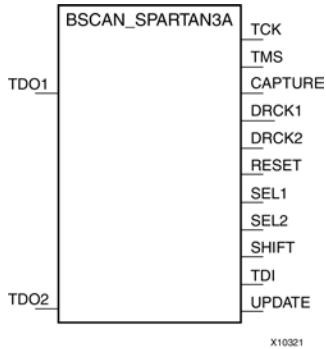 BSCAN_SPARTAN3A
TCK
TMS
TDO1
CAPTURE
DRCK1
DRCK2
RESET
SEL1
SEL2
SHIFT
TDI
TDO2
UPDATE
X10321